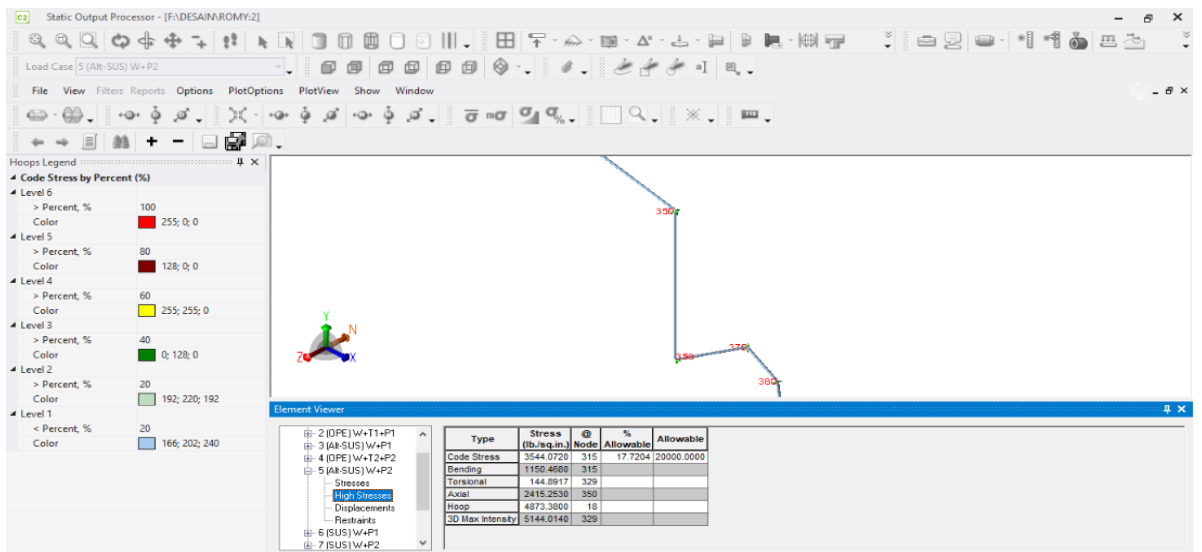 C2 Static Output Processor - [F:\DESAIN\ROMY:2]
Load Case 5 (Alt-SUS) W+P2
File View Filters Reports Options PlotOptions PlotView Show Window
Hoops Legend
Code Stress by Percent (%)
Level 6
> Percent, % 100
Color 255; 0; 0
Level 5
> Percent, % 80
Color 128; 0; 0
Level 4
> Percent, % 60
Color 255; 255; 0
Level 3
> Percent, % 40
Color 0; 128; 0
Level 2
> Percent, % 20
Color 192; 220; 192
Level 1
< Percent, % 20
Color 166; 202; 240
350
358
370
380
Y
N
Z
X
Element Viewer
2 (OPE) W+T1+P1
3 (Alt-SUS) W+P1
4 (OPE) W+T2+P2
5 (Alt-SUS) W+P2
Stresses
High Stresses
Displacements
Restraints
6 (SUS) W+P1
7 (SUS) W+P2
Type Stress (lb./sq.in.) @ Node % Allowable Allowable
Code Stress 3544.0720 315 17.7204 20000.0000
Bending 1150.4680 315
Torsional 144.8917 329
Axial 2415.2530 350
Hoop 4873.3800 18
3D Max Intensity 5144.0140 329